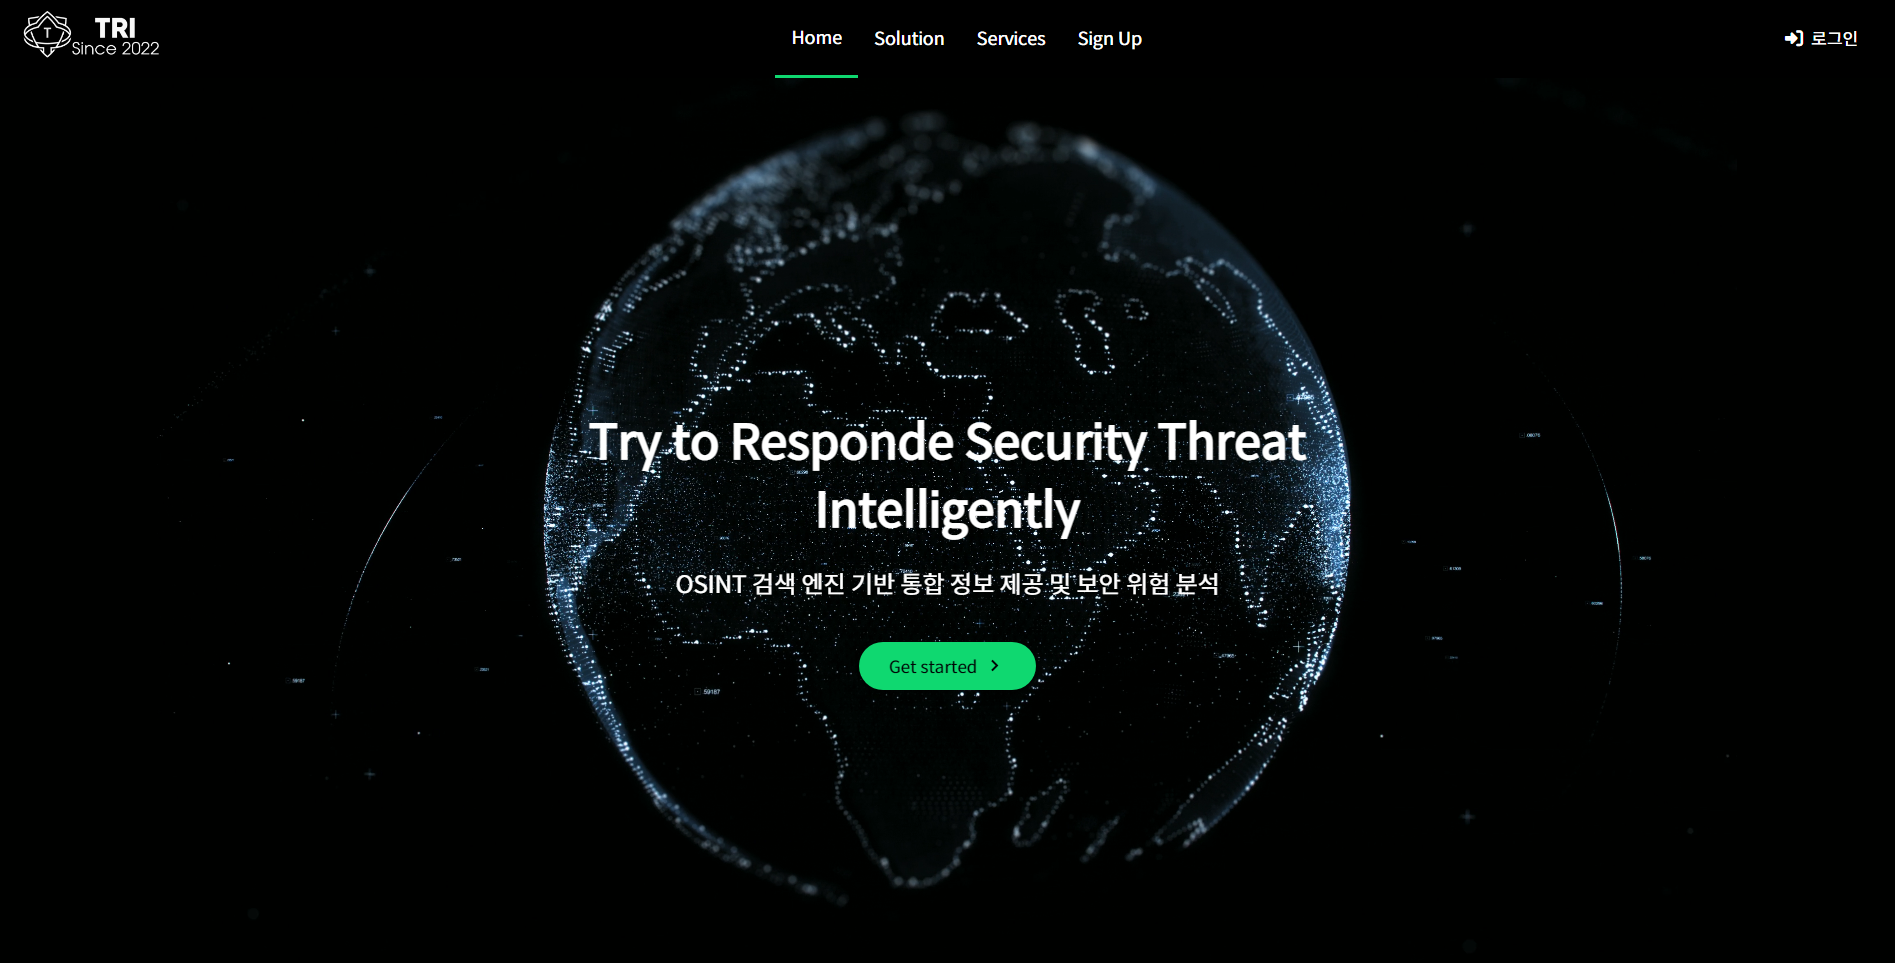 TRI
Since 2022
Home
Solution
Services
Sign Up
로그인
Try to Responde Security Threat
Intelligently
OSINT 검색 엔진 기반 통합 정보 제공 및 보안 위험 분석
Get started
59187